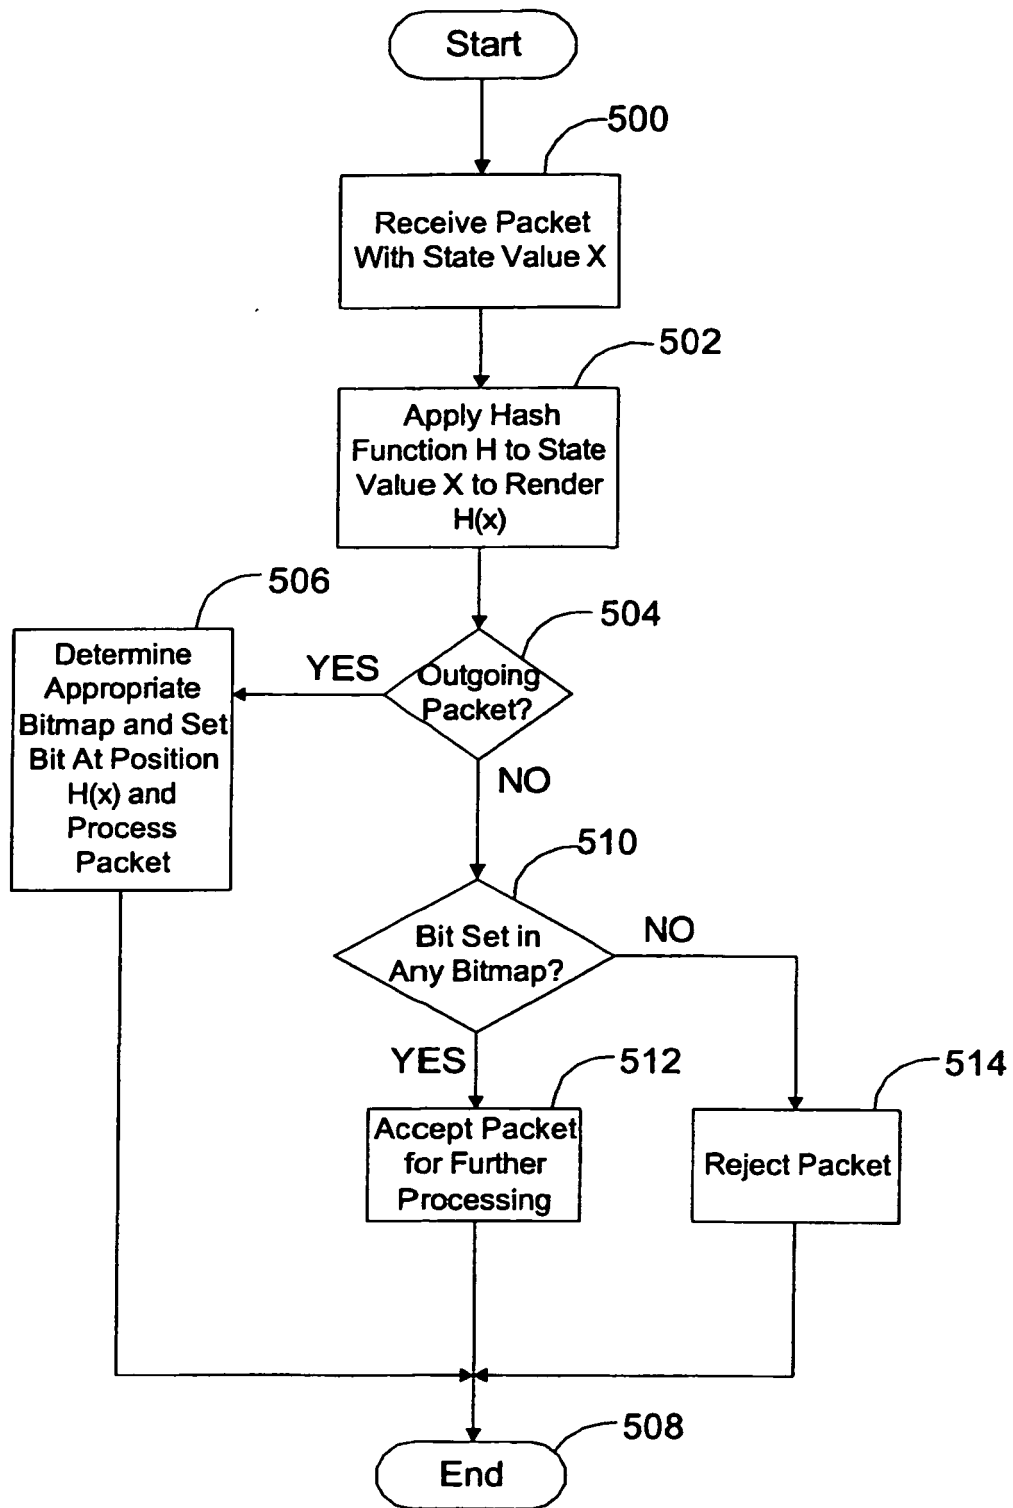 Start
500
Receive Packet
With State Value X
502
Apply Hash
Function H to State
Value X to Render
H(x)
506
504
Determine
Appropriate
Bitmap and Set
Bit At Position
H(x) and
Process
Packet
YES
Outgoing
Packet?
NO
510
Bit Set in
Any Bitmap?
NO
YES
512
514
Accept Packet
for Further
Processing
Reject Packet
508
End